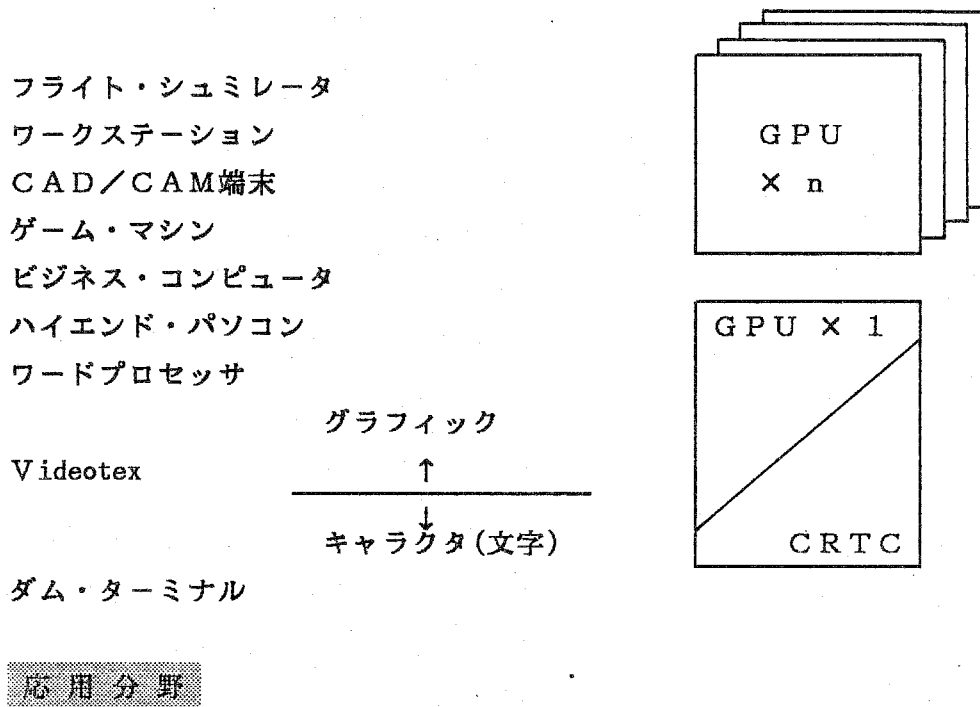 フライト・シュミレータ
ワークステーション
CAD/CAM端末
ゲーム・マシン
ビジネス・コンピュータ
ハイエンド・パソコン
ワードプロセッサ
グラフィック
Videotex
↑
↓
キャラクタ(文字)
ダム・ターミナル
応用分野
GPU
× n
GPU × 1
CRTC